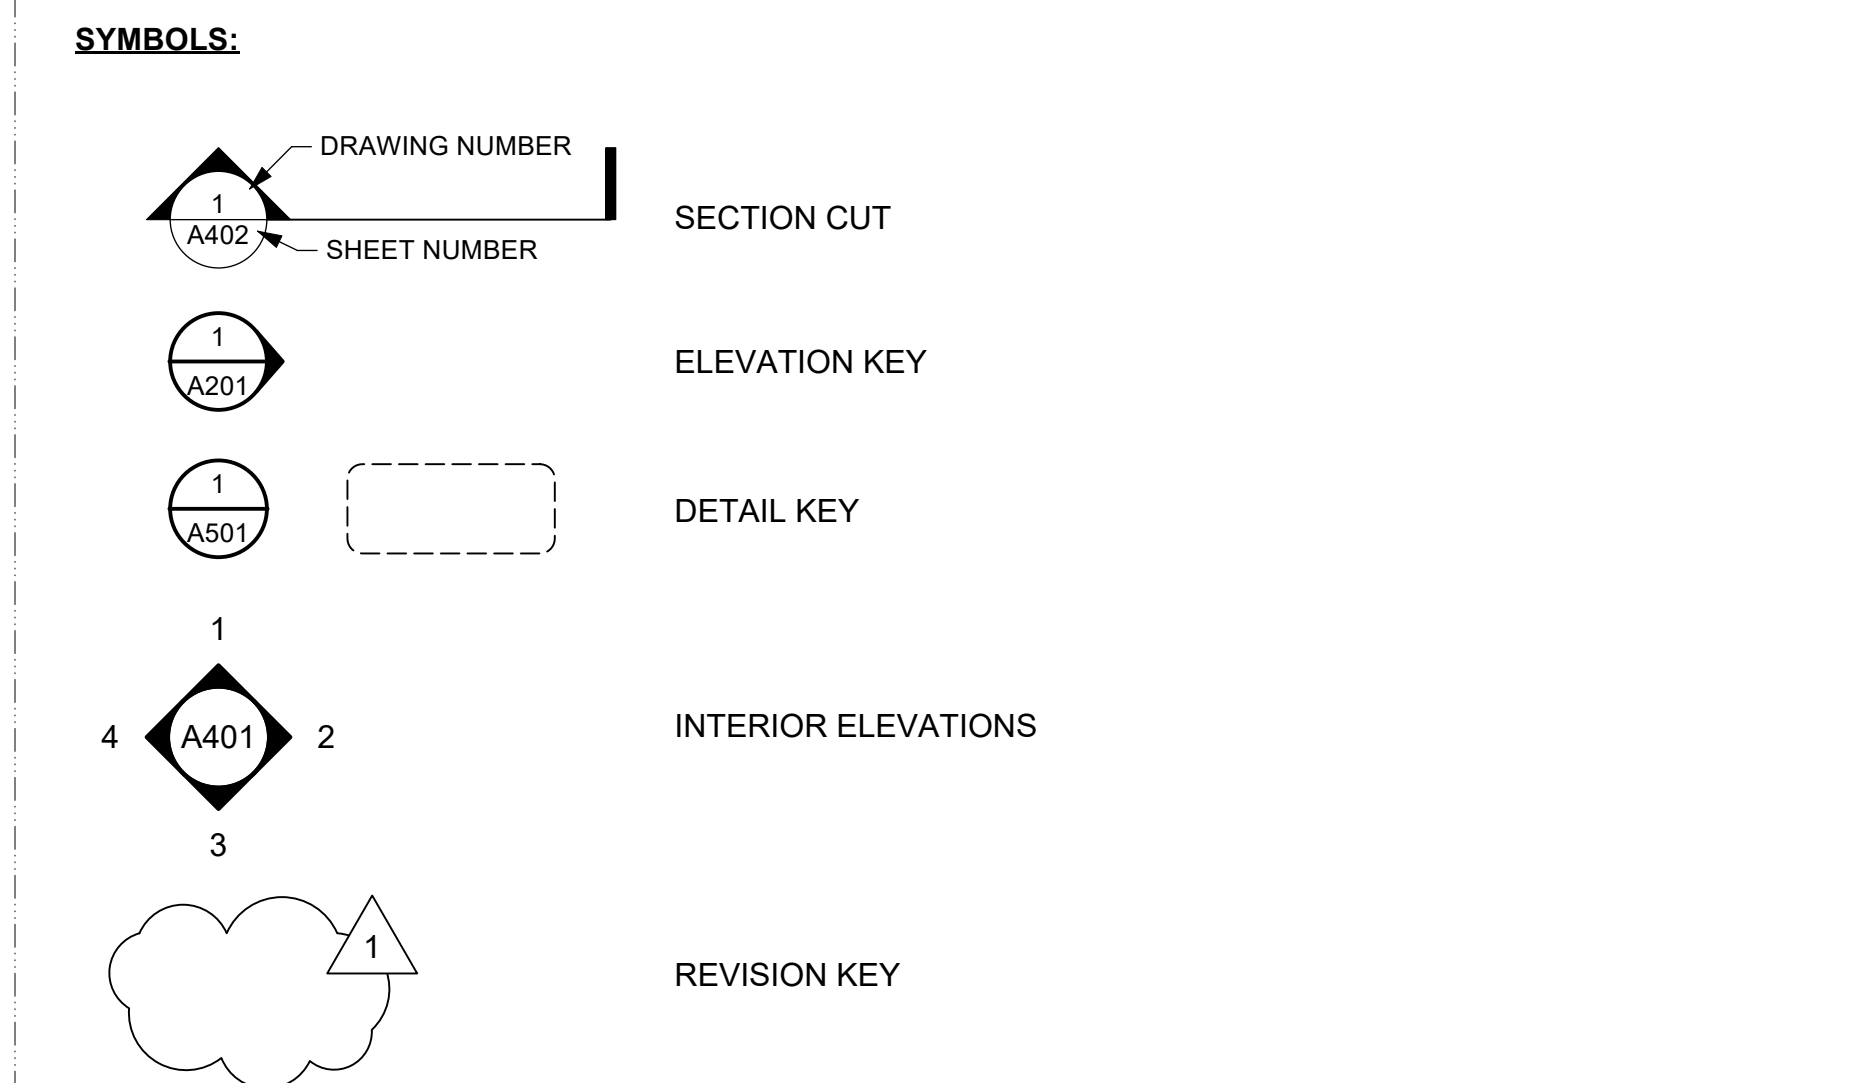 SYMBOLS:
DRAWING NUMBER
1
A402
SHEET NUMBER
SECTION CUT
1
A201
ELEVATION KEY
1
A501
DETAIL KEY
1
4
A401
2
3
INTERIOR ELEVATIONS
1
REVISION KEY